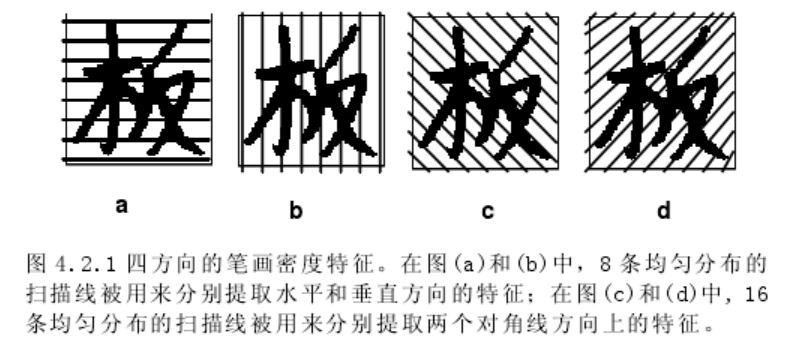 板 板 板 板
a b c d
图 4.2.1 四方向的笔画密度特征。在图(a)和(b)中，8 条均匀分布的
扫描线被用来分别提取水平和垂直方向的特征；在图(c)和(d)中, 16
条均匀分布的扫描线被用来分别提取两个对角线方向上的特征。